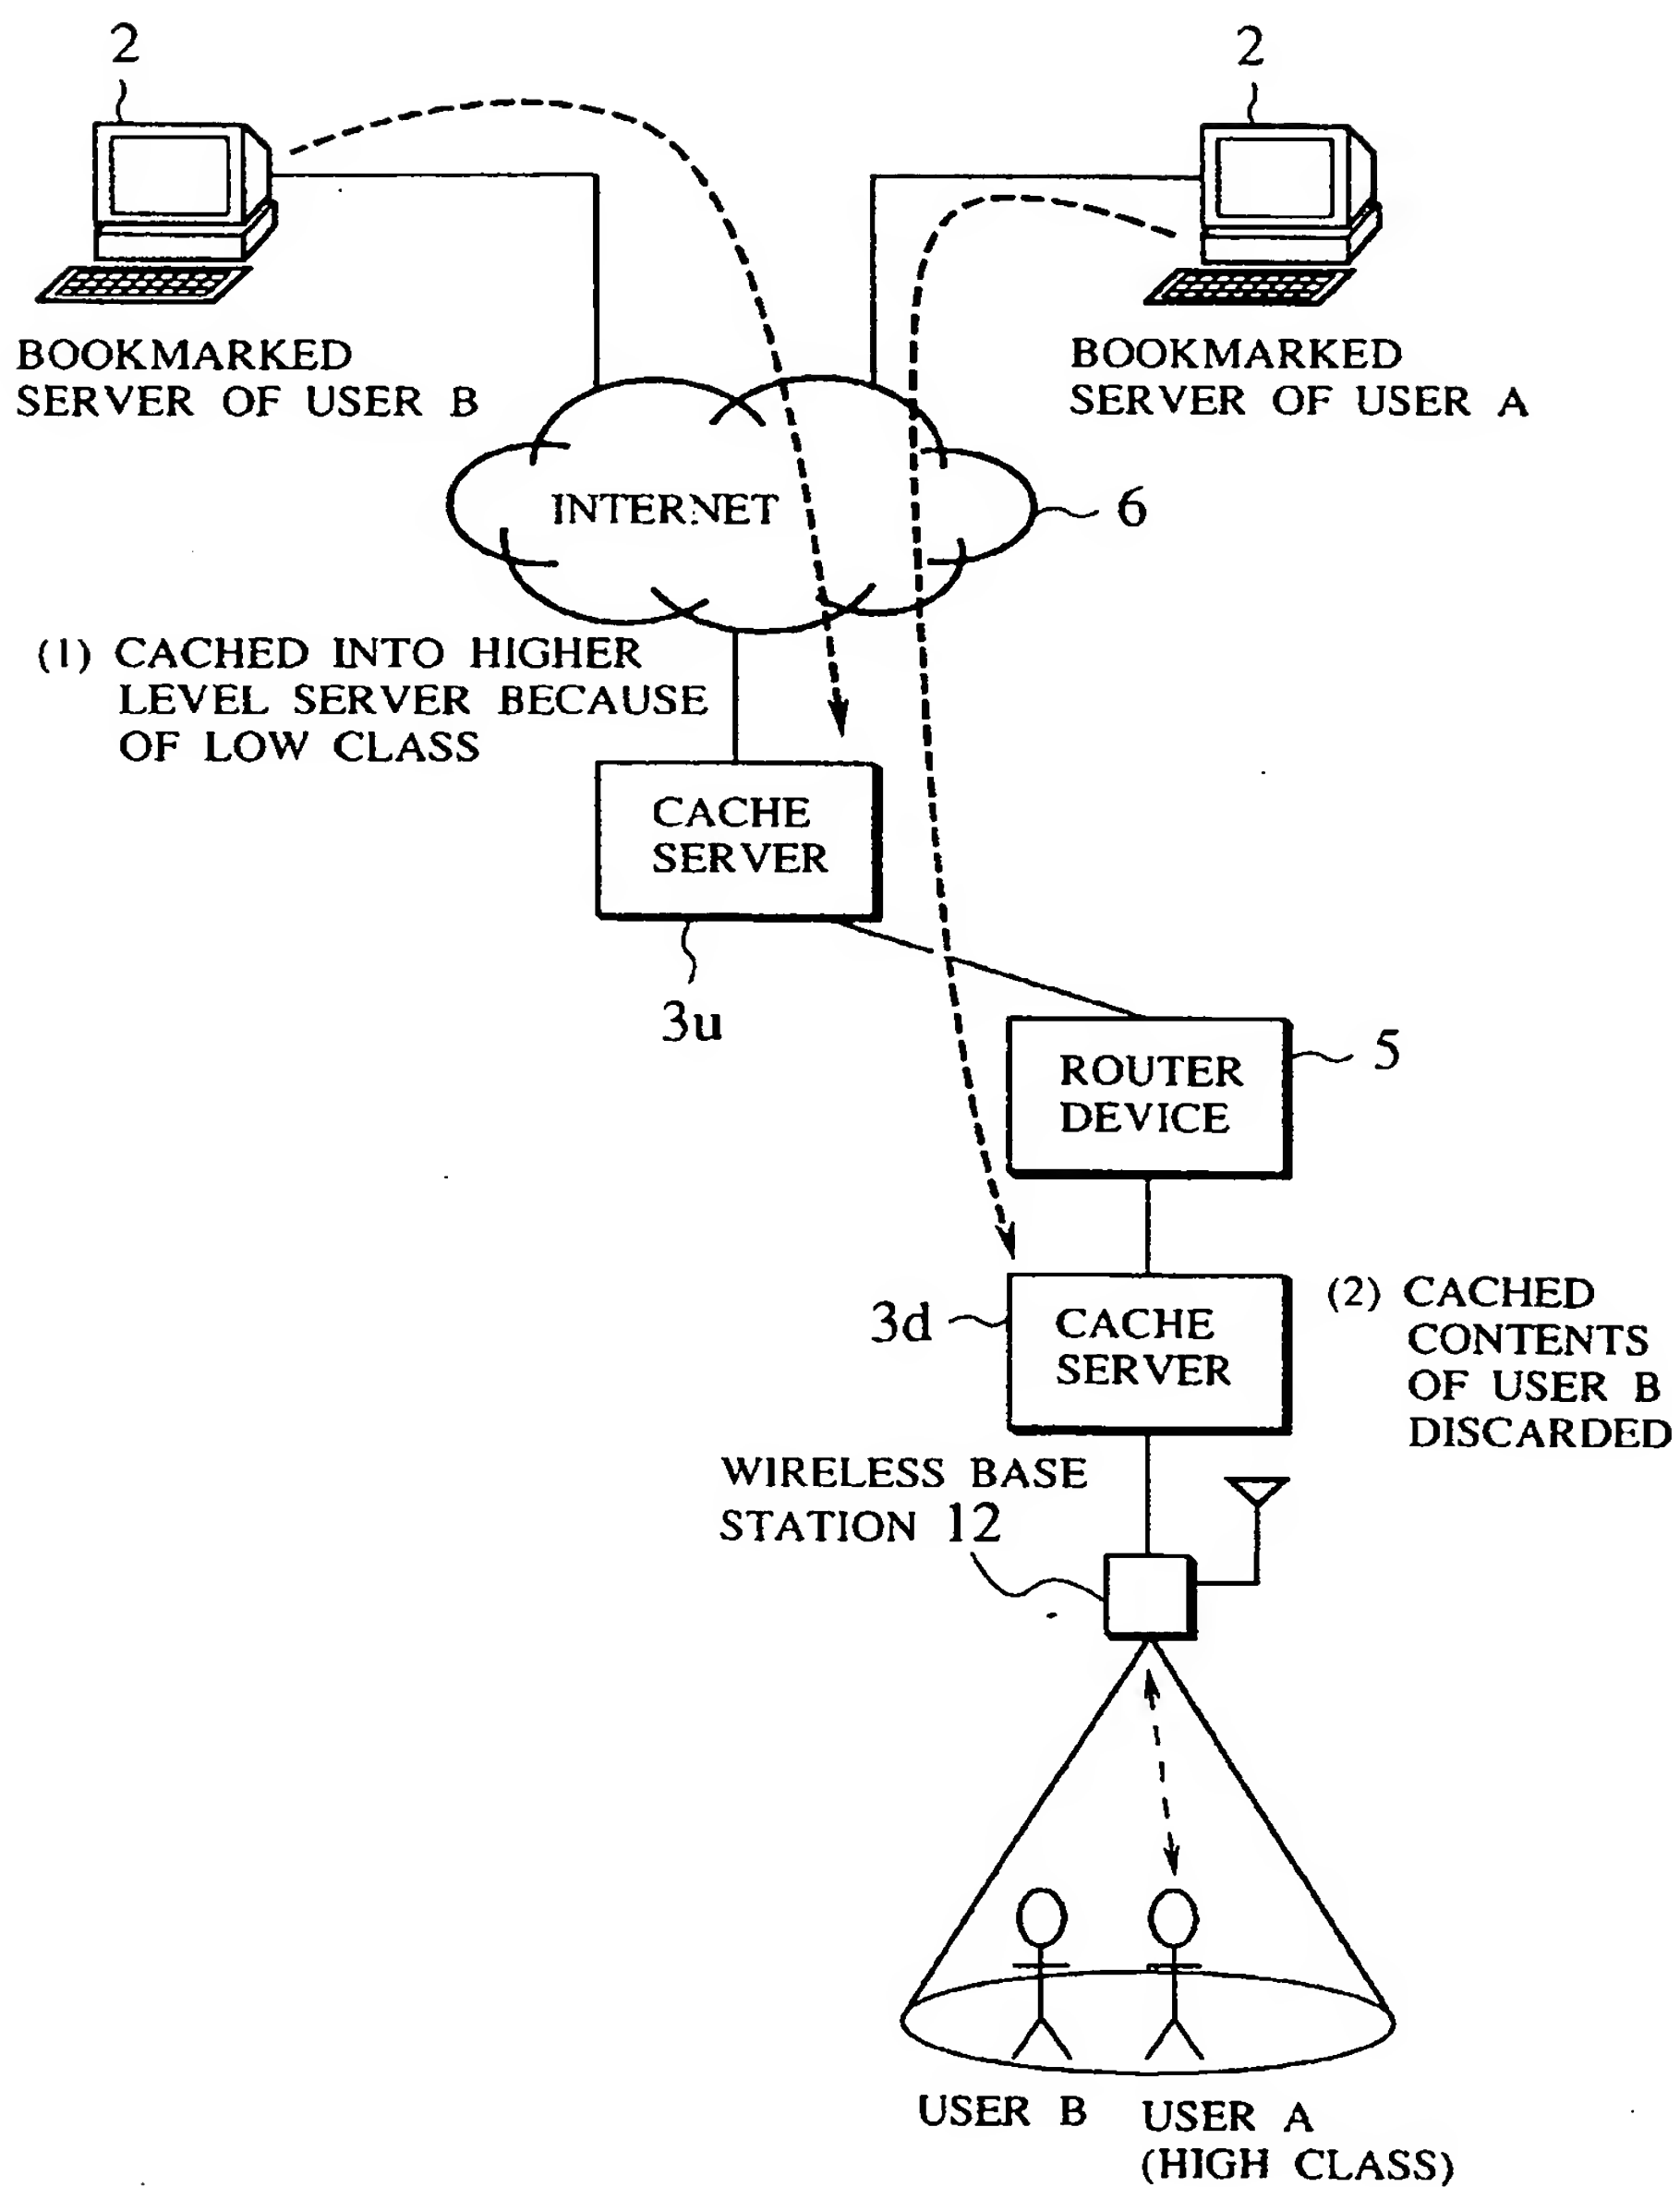 2
2
BOOKMARKED
SERVER OF USER B
BOOKMARKED
SERVER OF USER A
INTERNET
6
(1) CACHED INTO HIGHER
LEVEL SERVER BECAUSE
OF LOW CLASS
CACHE
SERVER
3u
ROUTER
DEVICE
5
3d
CACHE
SERVER
(2) CACHED
CONTENTS
OF USER B
DISCARDED
WIRELESS BASE
STATION 12
USER B
USER A
(HIGH CLASS)